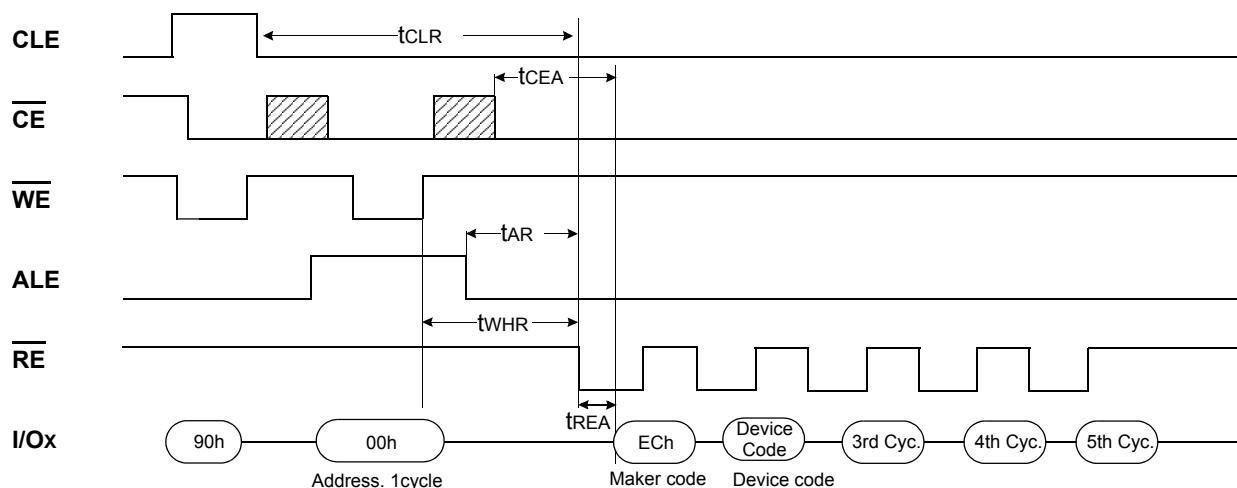 CLE
tCLR
tCEA
CE
WE
tAR
ALE
tWHR
RE
tREA
I/Ox
90h
00h
ECh
Device
Code
3rd Cyc.
4th Cyc.
5th Cyc.
Address. 1cycle
Maker code
Device code